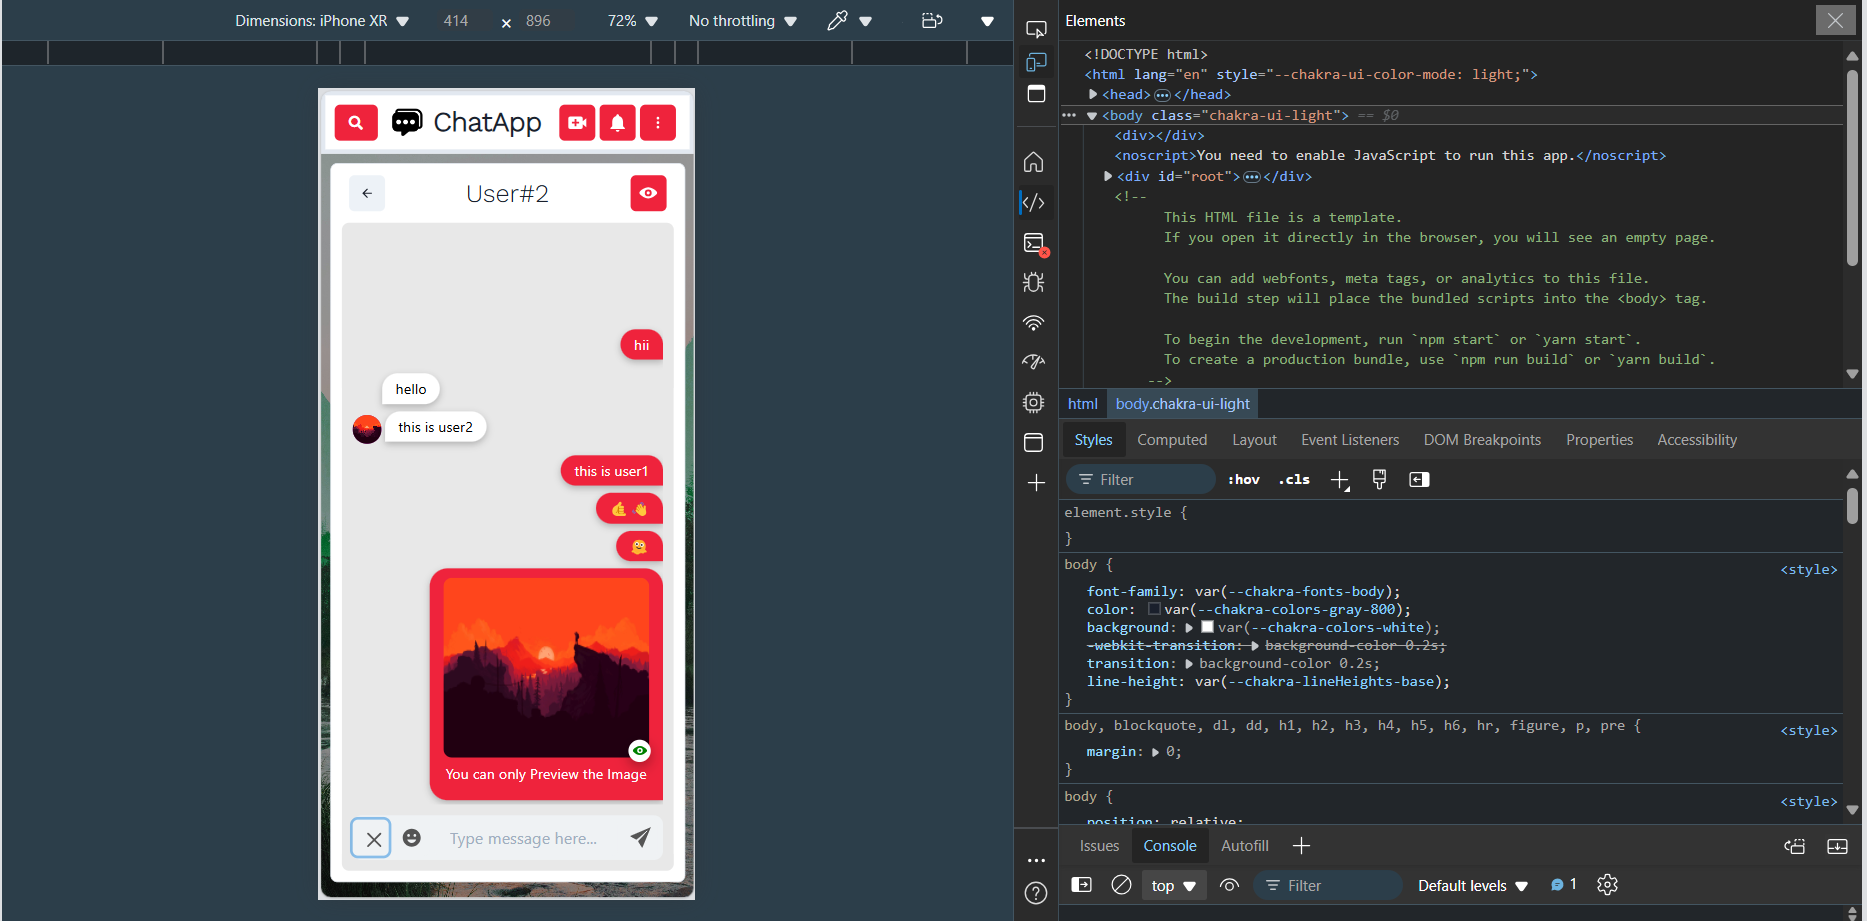 Dimensions: iPhone XR 414 × 896 72% No throttling
ChatApp
User#2
hii
hello
this is user2
this is user1
You can only Preview the Image
Type message here...
Elements
<!DOCTYPE html>
<html lang="en" style="--chakra-ui-color-mode: light;">
<head> ••• </head>
••• <body class="chakra-ui-light"> == $0
<div></div>
<noscript>You need to enable JavaScript to run this app.</noscript>
<div id="root"> ••• </div>
<!--
This HTML file is a template.
If you open it directly in the browser, you will see an empty page.
You can add webfonts, meta tags, or analytics to this file.
The build step will place the bundled scripts into the <body> tag.
To begin the development, run `npm start` or `yarn start`.
To create a production bundle, use `npm run build` or `yarn build`.
-->
html body.chakra-ui-light
Styles Computed Layout Event Listeners DOM Breakpoints Properties Accessibility
Filter :hov .cls
element.style {
}
body { <style>
font-family: var(--chakra-fonts-body);
color: var(--chakra-colors-gray-800);
background: var(--chakra-colors-white);
-webkit-transition: background-color 0.2s;
transition: background-color 0.2s;
line-height: var(--chakra-lineHeights-base);
}
body, blockquote, dl, dd, h1, h2, h3, h4, h5, h6, hr, figure, p, pre { <style>
margin: 0;
}
body { <style>
position: relative;
Issues Console Autofill
top Filter Default levels 1